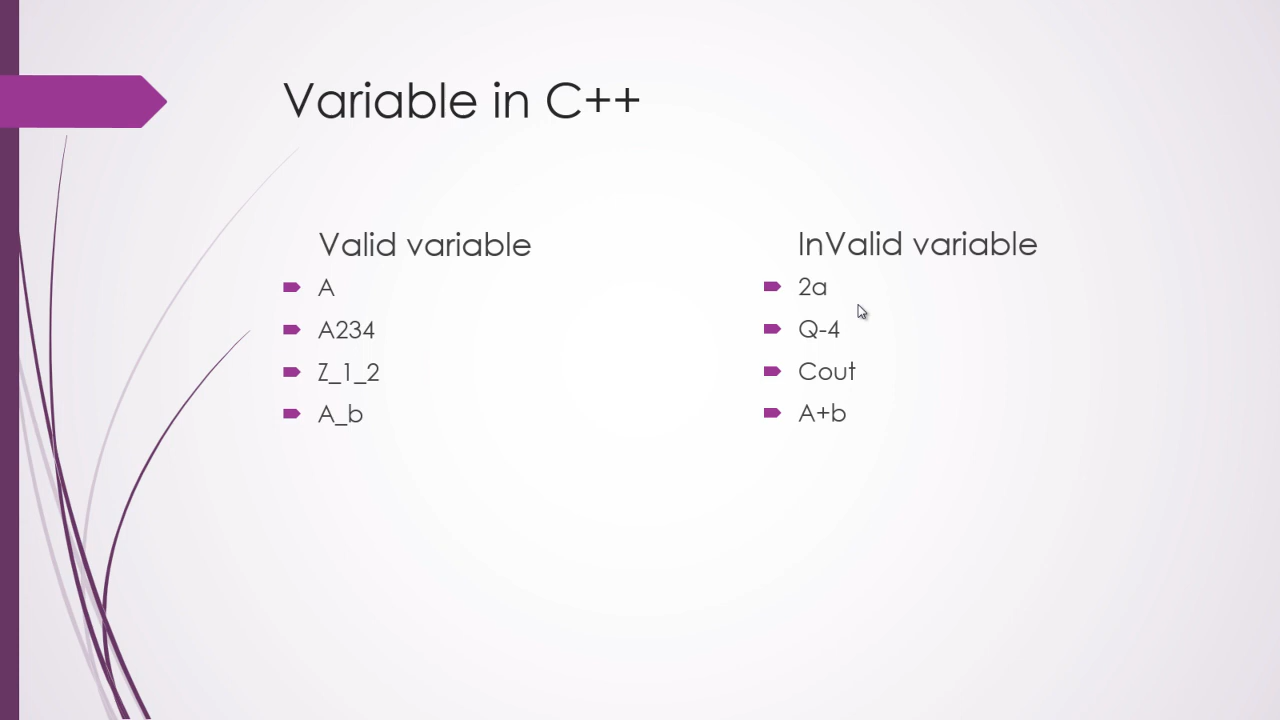 Variable in C++
Valid variable
A
A234
Z_1_2
A_b
InValid variable
2a
Q-4
Cout
A+b